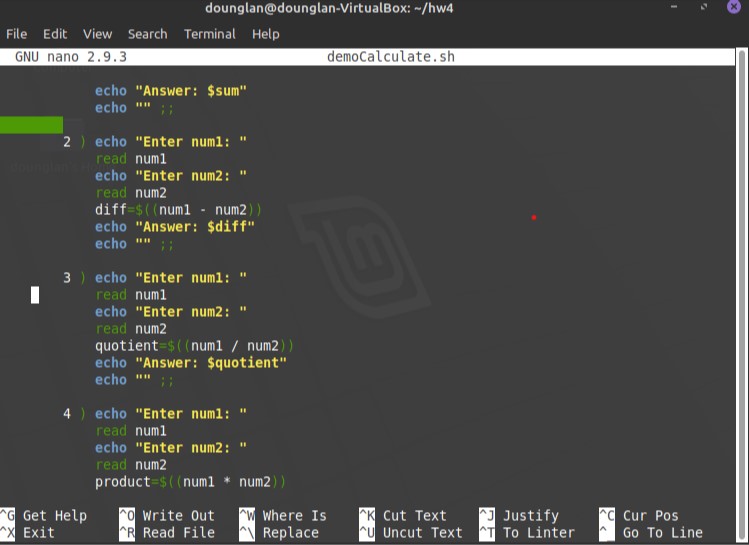 dounglan@dounglan-VirtualBox: ~/hw4
File Edit View Search Terminal Help
GNU nano 2.9.3 demoCalculate.sh
echo "Answer: $sum"
echo "" ;;
2 ) echo "Enter num1: "
read num1
echo "Enter num2: "
read num2
diff=$((num1 - num2))
echo "Answer: $diff"
echo "" ;;
3 ) echo "Enter num1: "
read num1
echo "Enter num2: "
read num2
quotient=$((num1 / num2))
echo "Answer: $quotient"
echo "" ;;
4 ) echo "Enter num1: "
read num1
echo "Enter num2: "
read num2
product=$((num1 * num2))
^G Get Help ^O Write Out ^W Where Is ^K Cut Text ^J Justify ^C Cur Pos
^X Exit ^R Read File ^\ Replace ^U Uncut Text ^T To Linter ^_ Go To Line